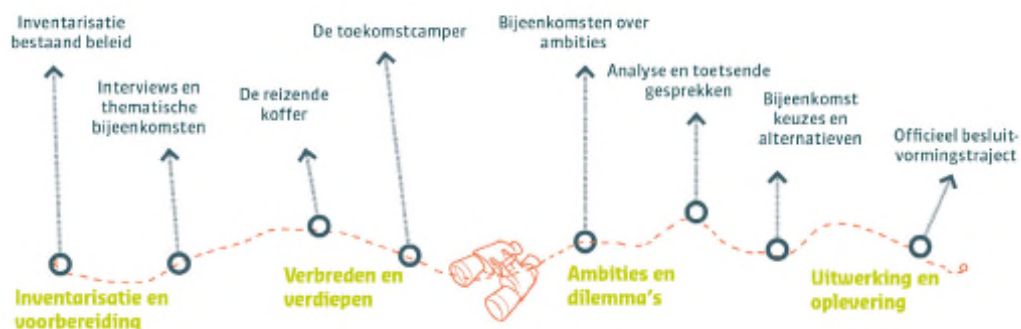 Inventarisatie
bestaand beleid
Interviews en
thematische
bijeenkomsten
De reizende
koffer
De toekomstcamper
Bijeenkomsten over
ambities
Analyse en toetsende
gesprekken
Bijeenkomst
keuzes en
alternatieven
Officieel besluit-
vormingstraject
Inventarisatie en
voorbereiding
Verbreden en
verdiepen
Ambities en
dilemma's
Uitwerking en
oplevering